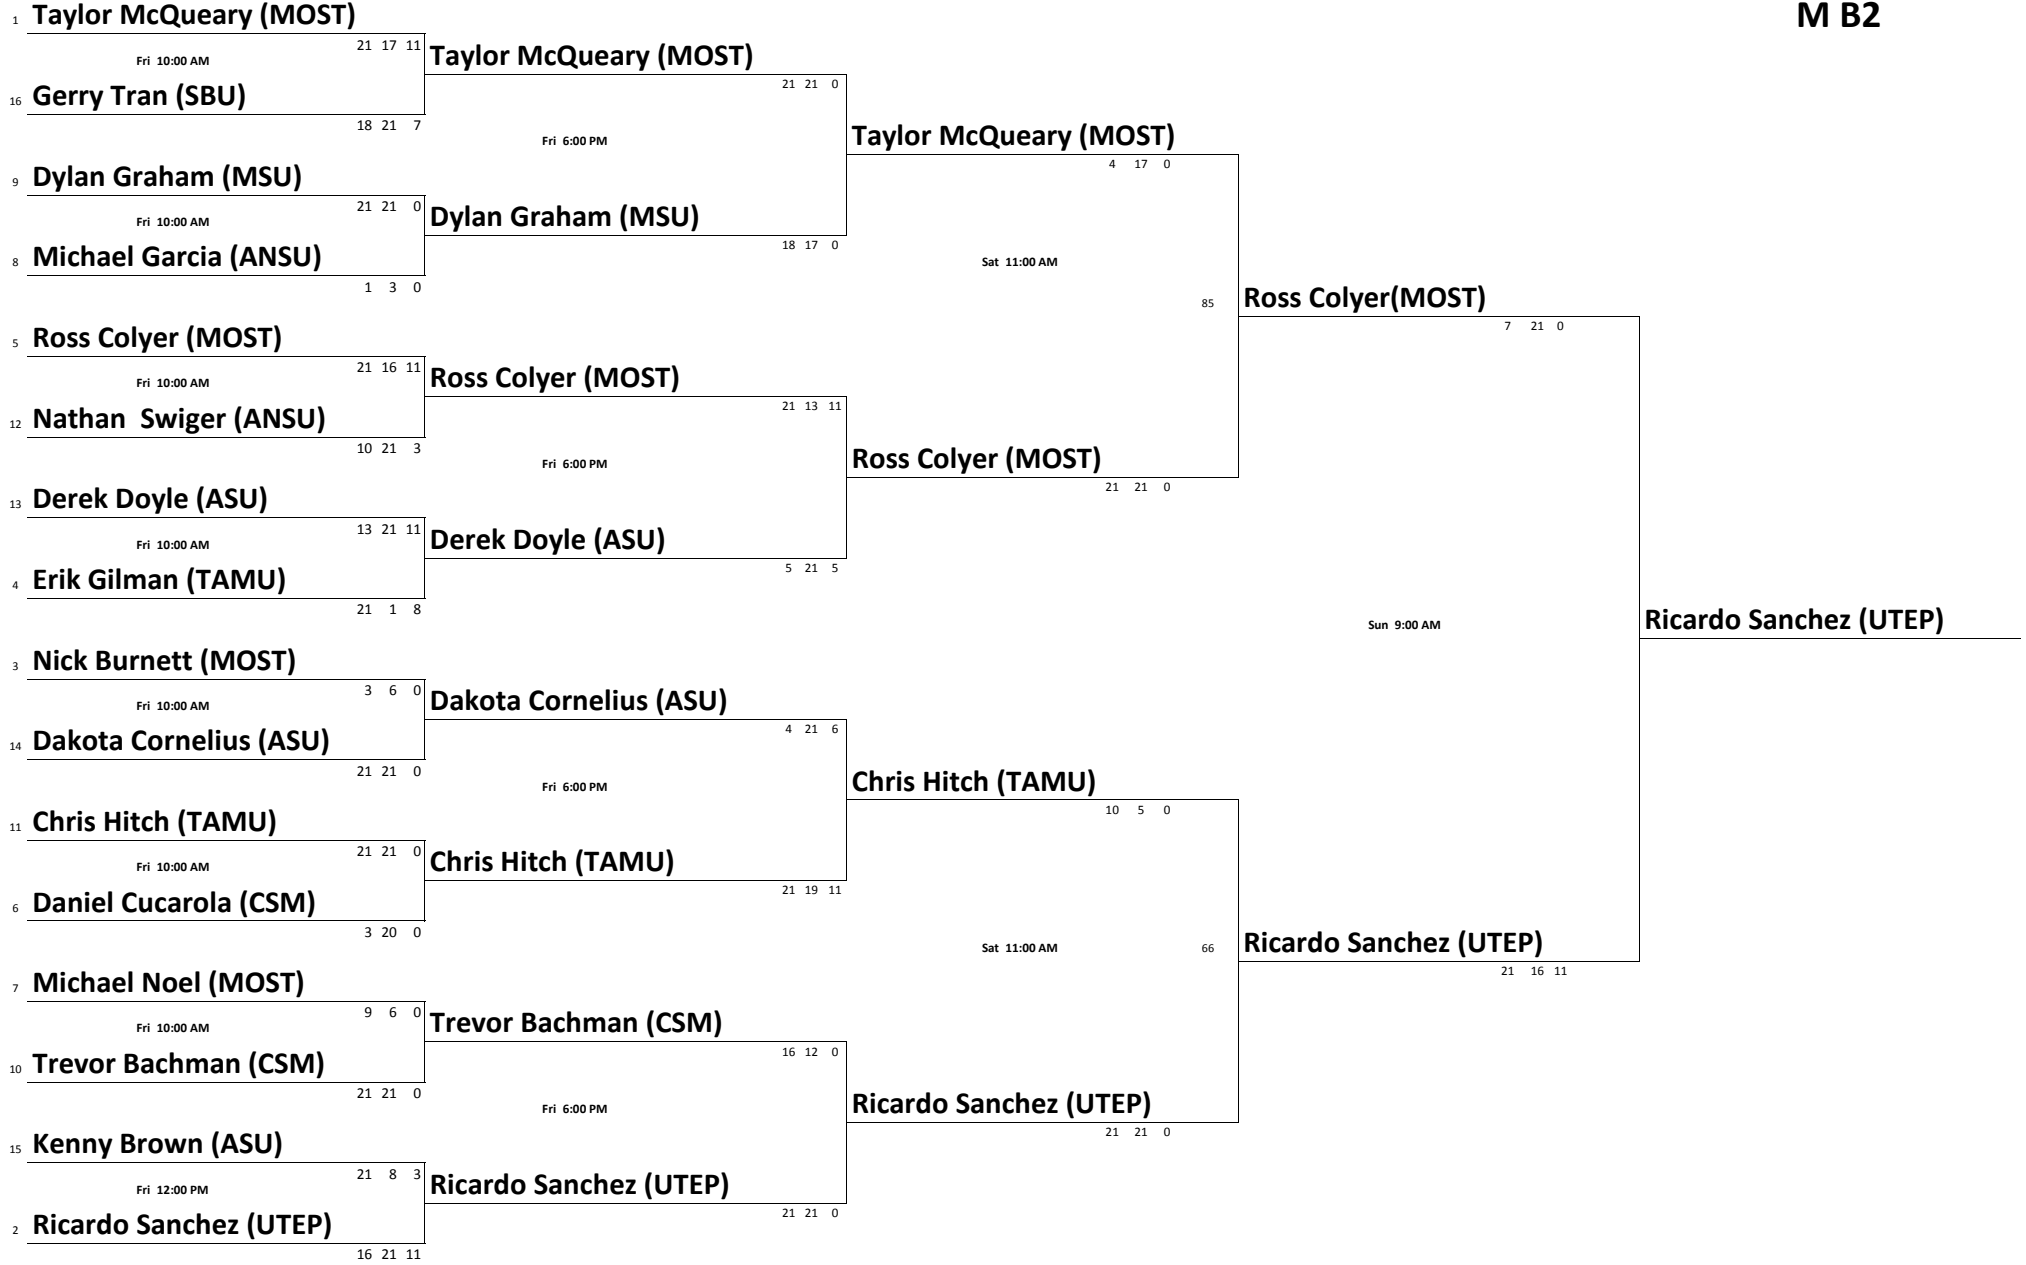 M B2
1 Taylor McQueary (MOST)
21 17 11
Fri 10:00 AM
Taylor McQueary (MOST)
21 21 0
16 Gerry Tran (SBU)
18 21 7
Fri 6:00 PM
Taylor McQueary (MOST)
4 17 0
9 Dylan Graham (MSU)
21 21 0
Fri 10:00 AM
Dylan Graham (MSU)
18 17 0
8 Michael Garcia (ANSU)
1 3 0
Sat 11:00 AM
85
Ross Colyer(MOST)
7 21 0
5 Ross Colyer (MOST)
21 16 11
Fri 10:00 AM
Ross Colyer (MOST)
21 13 11
12 Nathan Swiger (ANSU)
10 21 3
Fri 6:00 PM
Ross Colyer (MOST)
21 21 0
13 Derek Doyle (ASU)
13 21 11
Fri 10:00 AM
Derek Doyle (ASU)
5 21 5
4 Erik Gilman (TAMU)
21 1 8
Sun 9:00 AM
Ricardo Sanchez (UTEP)
3 Nick Burnett (MOST)
3 6 0
Fri 10:00 AM
Dakota Cornelius (ASU)
4 21 6
14 Dakota Cornelius (ASU)
21 21 0
Fri 6:00 PM
Chris Hitch (TAMU)
10 5 0
11 Chris Hitch (TAMU)
21 21 0
Fri 10:00 AM
Chris Hitch (TAMU)
21 19 11
6 Daniel Cucarola (CSM)
3 20 0
Sat 11:00 AM
66
Ricardo Sanchez (UTEP)
21 16 11
7 Michael Noel (MOST)
9 6 0
Fri 10:00 AM
Trevor Bachman (CSM)
16 12 0
10 Trevor Bachman (CSM)
21 21 0
Fri 6:00 PM
Ricardo Sanchez (UTEP)
21 21 0
15 Kenny Brown (ASU)
21 8 3
Fri 12:00 PM
Ricardo Sanchez (UTEP)
21 21 0
2 Ricardo Sanchez (UTEP)
16 21 11